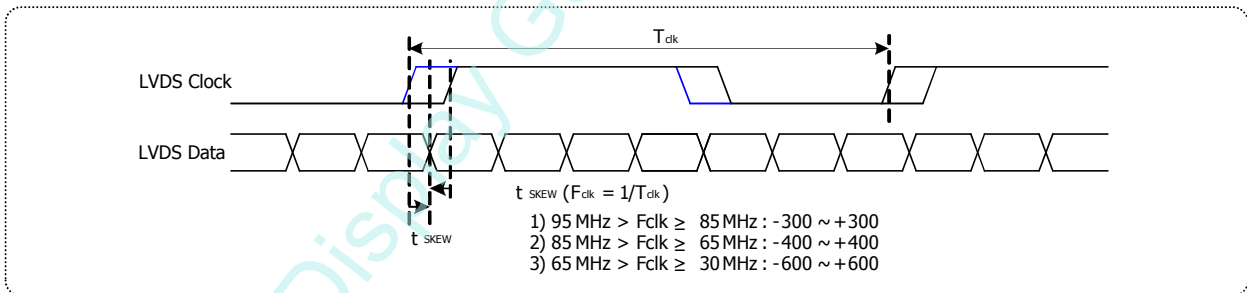 Tclk
LVDS Clock
LVDS Data
t SKEW (Fclk = 1/Tclk)
1) 95 MHz > Fclk ≥ 85 MHz : -300 ~ +300
t SKEW
2) 85 MHz > Fclk ≥ 65 MHz : -400 ~ +400
3) 65 MHz > Fclk ≥ 30 MHz : -600 ~ +600
Display G